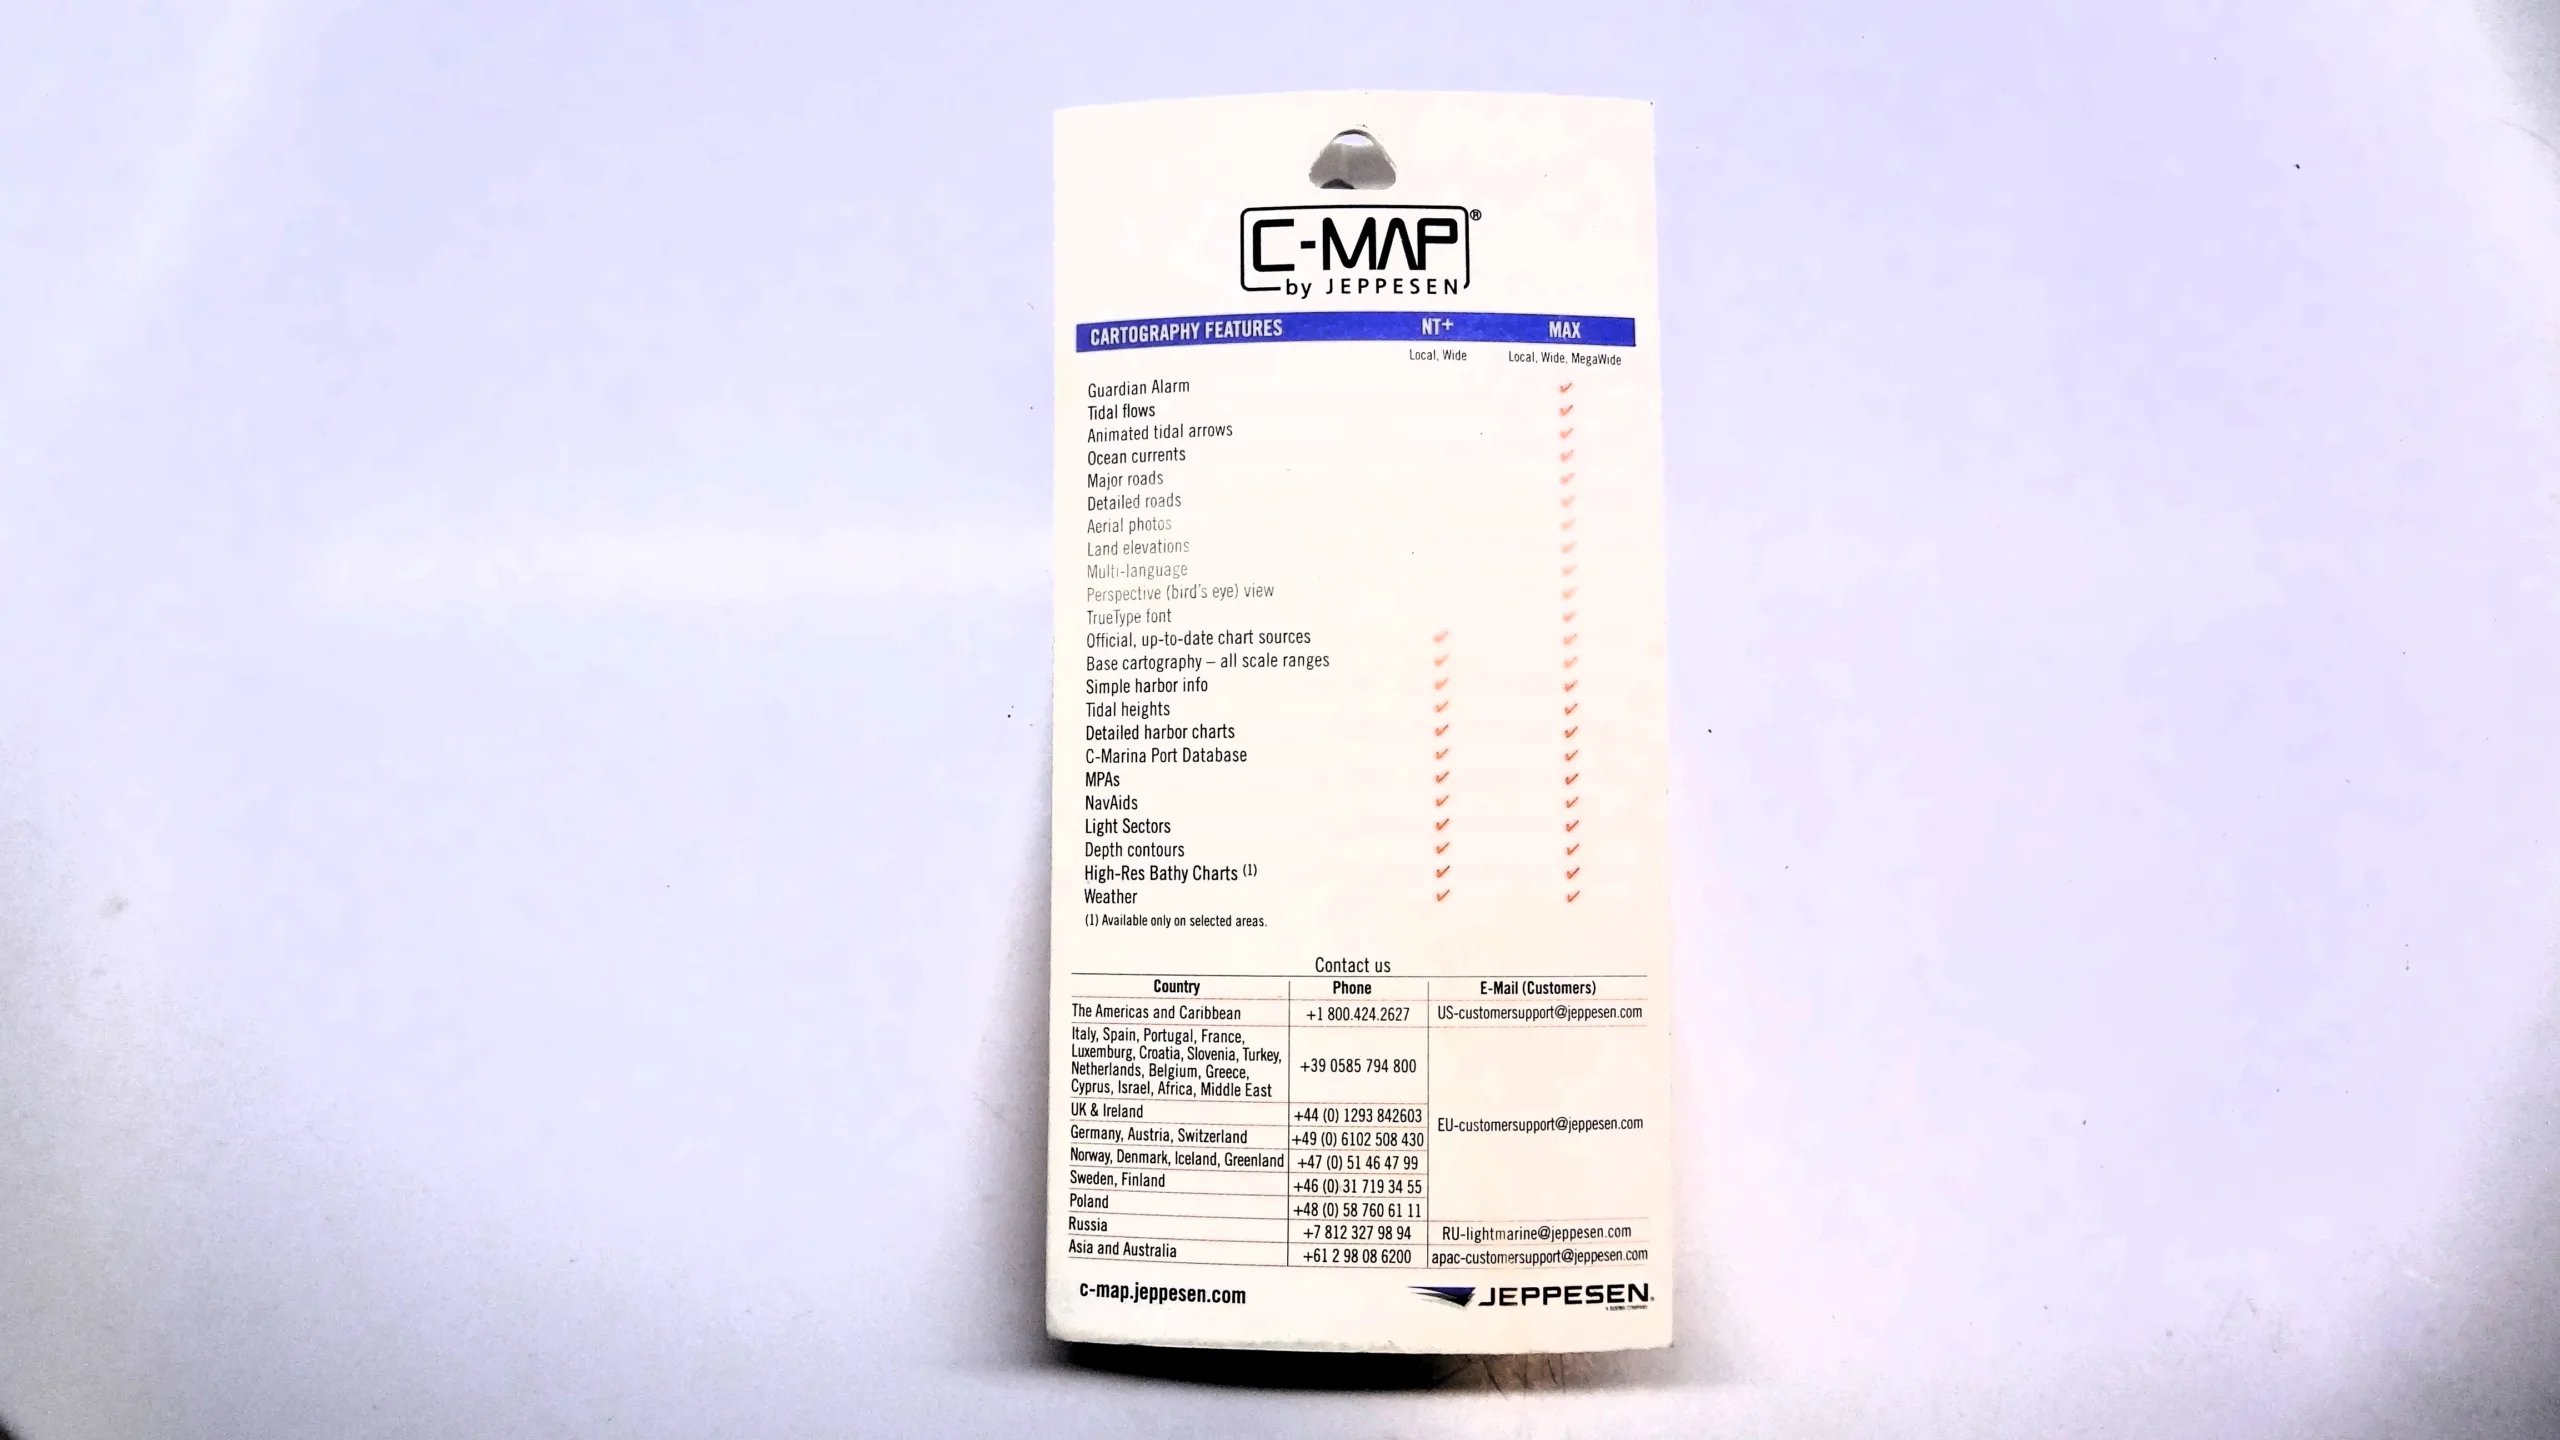 C-MAP®
by JEPPESEN
CARTOGRAPHY FEATURES NT+ MAX
Local, Wide Local, Wide, MegaWide
Guardian Alarm ✓
Tidal flows ✓
Animated tidal arrows ✓
Ocean currents ✓
Major roads ✓
Detailed roads ✓
Aerial photos ✓
Land elevations ✓
Multi-language ✓
Perspective (bird's eye) view ✓
TrueType font ✓
Official, up-to-date chart sources ✓ ✓
Base cartography – all scale ranges ✓ ✓
Simple harbor info ✓ ✓
Tidal heights ✓ ✓
Detailed harbor charts ✓ ✓
C-Marina Port Database ✓ ✓
MPAs ✓ ✓
NavAids ✓ ✓
Light Sectors ✓ ✓
Depth contours ✓ ✓
High-Res Bathy Charts (1) ✓ ✓
Weather ✓ ✓
(1) Available only on selected areas.
Contact us
Country Phone E-Mail (Customers)
The Americas and Caribbean +1 800.424.2627 US-customersupport@jeppesen.com
Italy, Spain, Portugal, France,
Luxemburg, Croatia, Slovenia, Turkey,
Netherlands, Belgium, Greece,
Cyprus, Israel, Africa, Middle East
+39 0585 794 800
UK & Ireland +44 (0) 1293 842603
EU-customersupport@jeppesen.com
Germany, Austria, Switzerland +49 (0) 6102 508 430
Norway, Denmark, Iceland, Greenland +47 (0) 51 46 47 99
Sweden, Finland +46 (0) 31 719 34 55
Poland +48 (0) 58 760 61 11
Russia +7 812 327 98 94 RU-lightmarine@jeppesen.com
Asia and Australia +61 2 98 08 6200 apac-customersupport@jeppesen.com
c-map.jeppesen.com JEPPESEN.